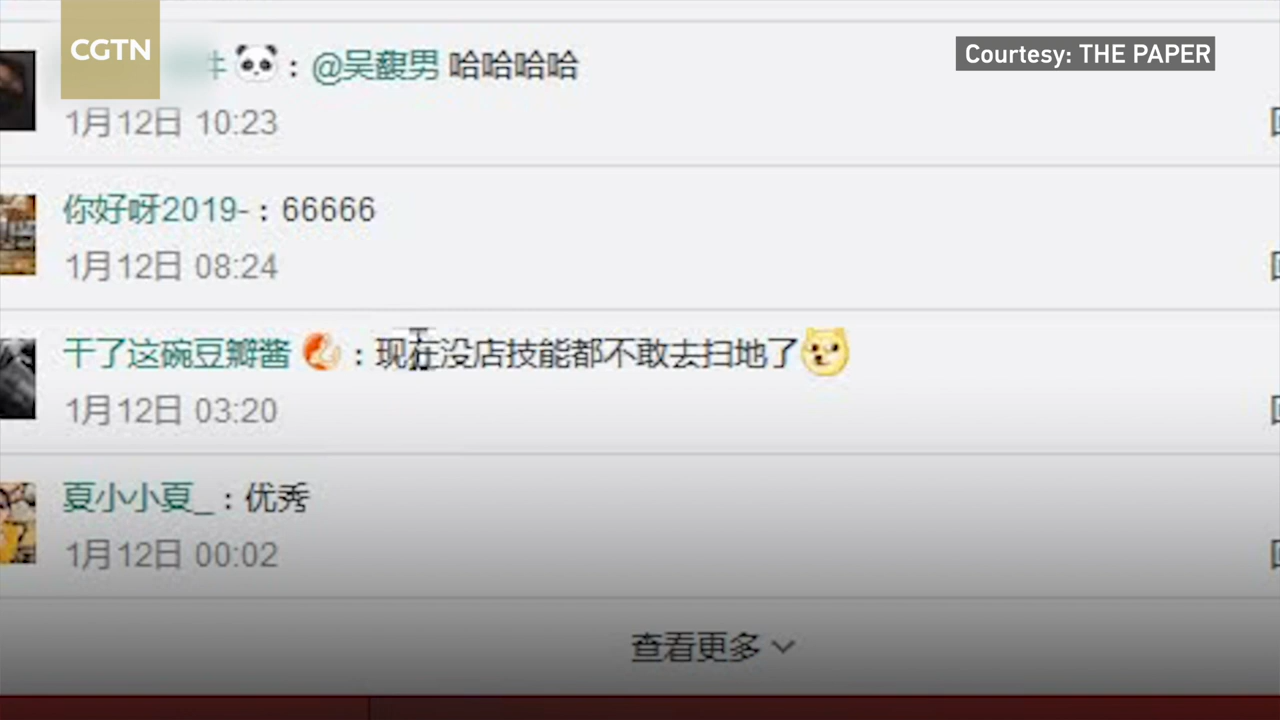 CGTN
Courtesy: THE PAPER
：@吴馥男 哈哈哈哈
1月12日 10:23
你好呀2019-：66666
1月12日 08:24
干了这碗豆瓣酱：现在没店技能都不敢去扫地了
1月12日 03:20
夏小小夏_：优秀
1月12日 00:02
查看更多